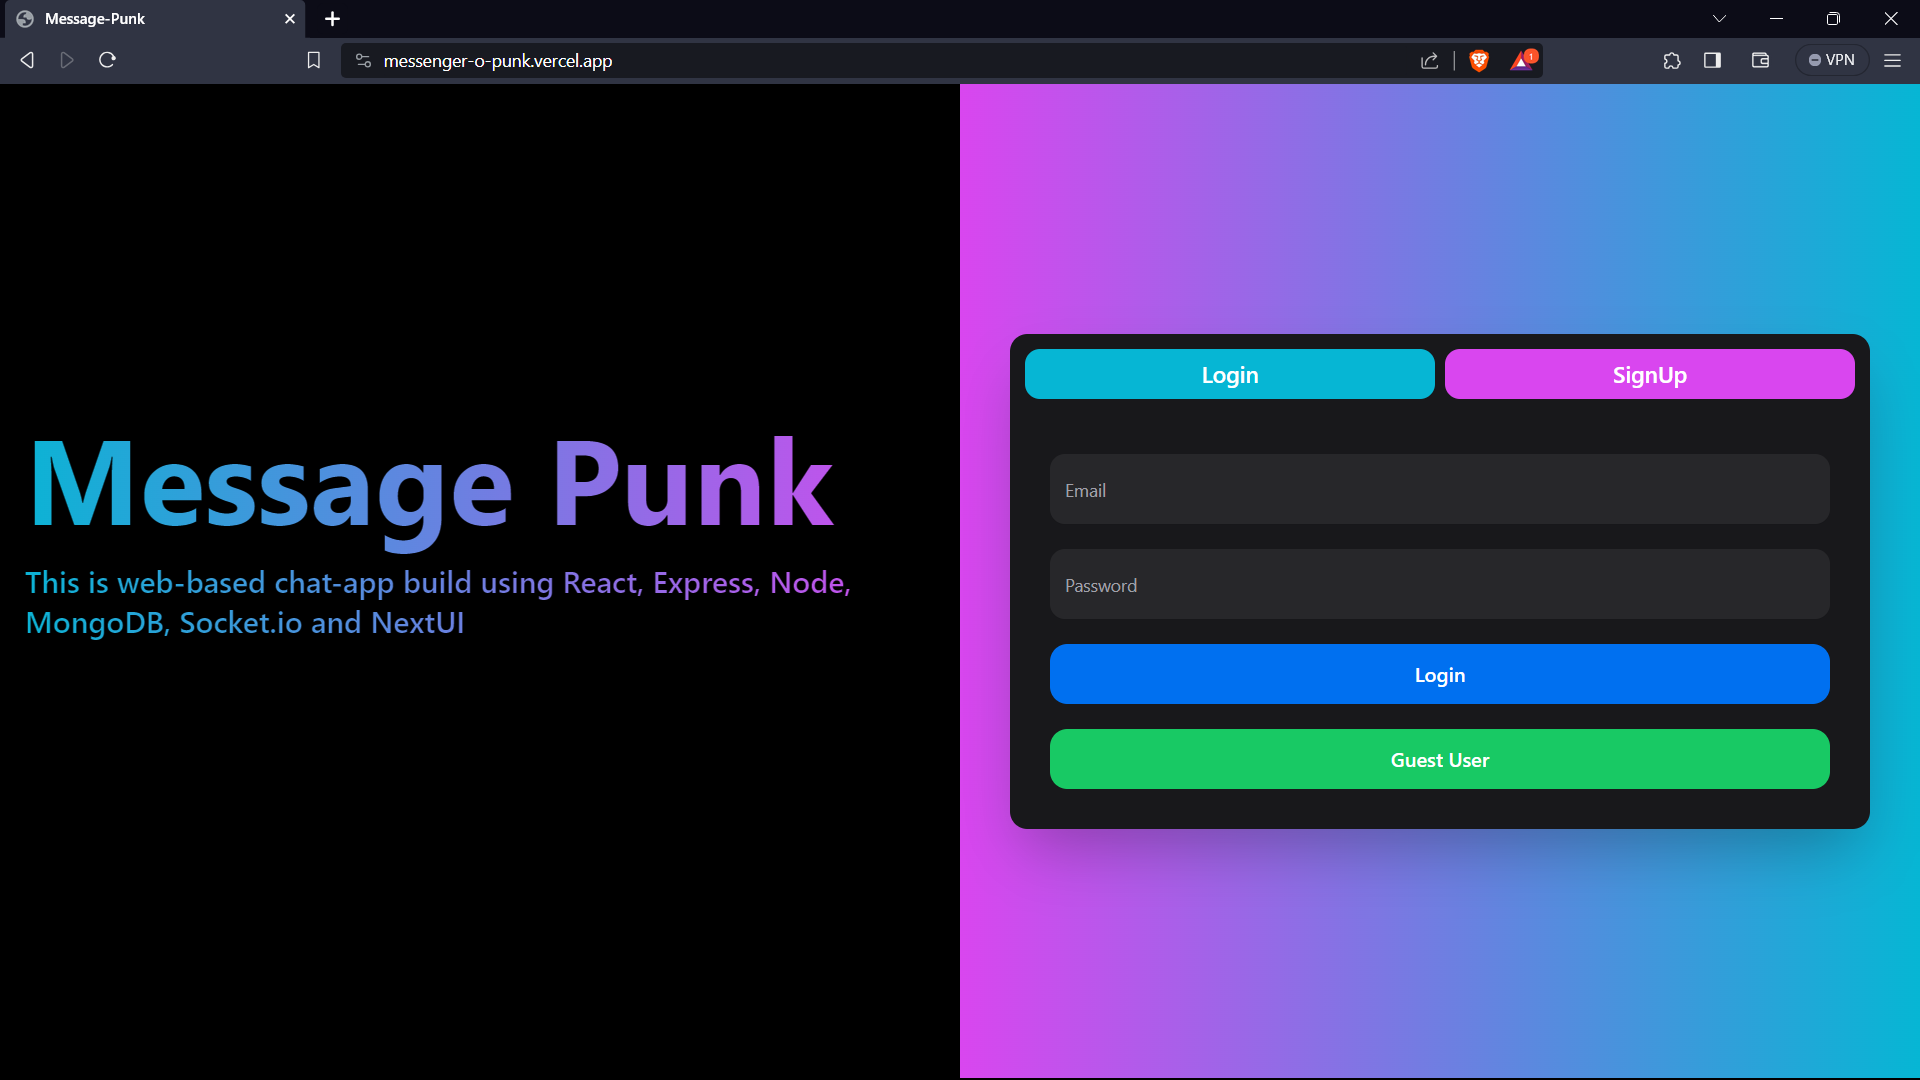 Message-Punk
messenger-o-punk.vercel.app
1
VPN
Message Punk
This is web-based chat-app build using React, Express, Node,
MongoDB, Socket.io and NextUI
Login
SignUp
Email
Password
Login
Guest User